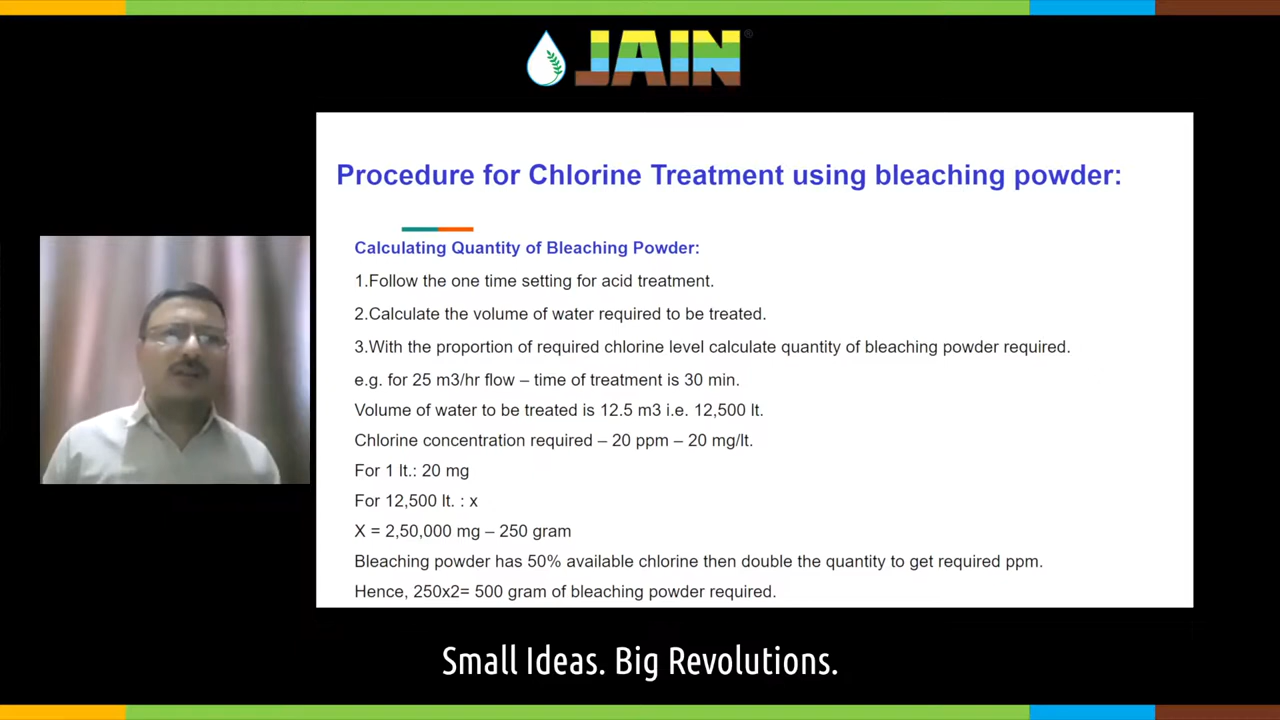 JAIN®
Procedure for Chlorine Treatment using bleaching powder:
Calculating Quantity of Bleaching Powder:
1.Follow the one time setting for acid treatment.
2.Calculate the volume of water required to be treated.
3.With the proportion of required chlorine level calculate quantity of bleaching powder required.
e.g. for 25 m3/hr flow – time of treatment is 30 min.
Volume of water to be treated is 12.5 m3 i.e. 12,500 lt.
Chlorine concentration required – 20 ppm – 20 mg/lt.
For 1 lt.: 20 mg
For 12,500 lt. : x
X = 2,50,000 mg – 250 gram
Bleaching powder has 50% available chlorine then double the quantity to get required ppm.
Hence, 250x2= 500 gram of bleaching powder required.
Small Ideas. Big Revolutions.